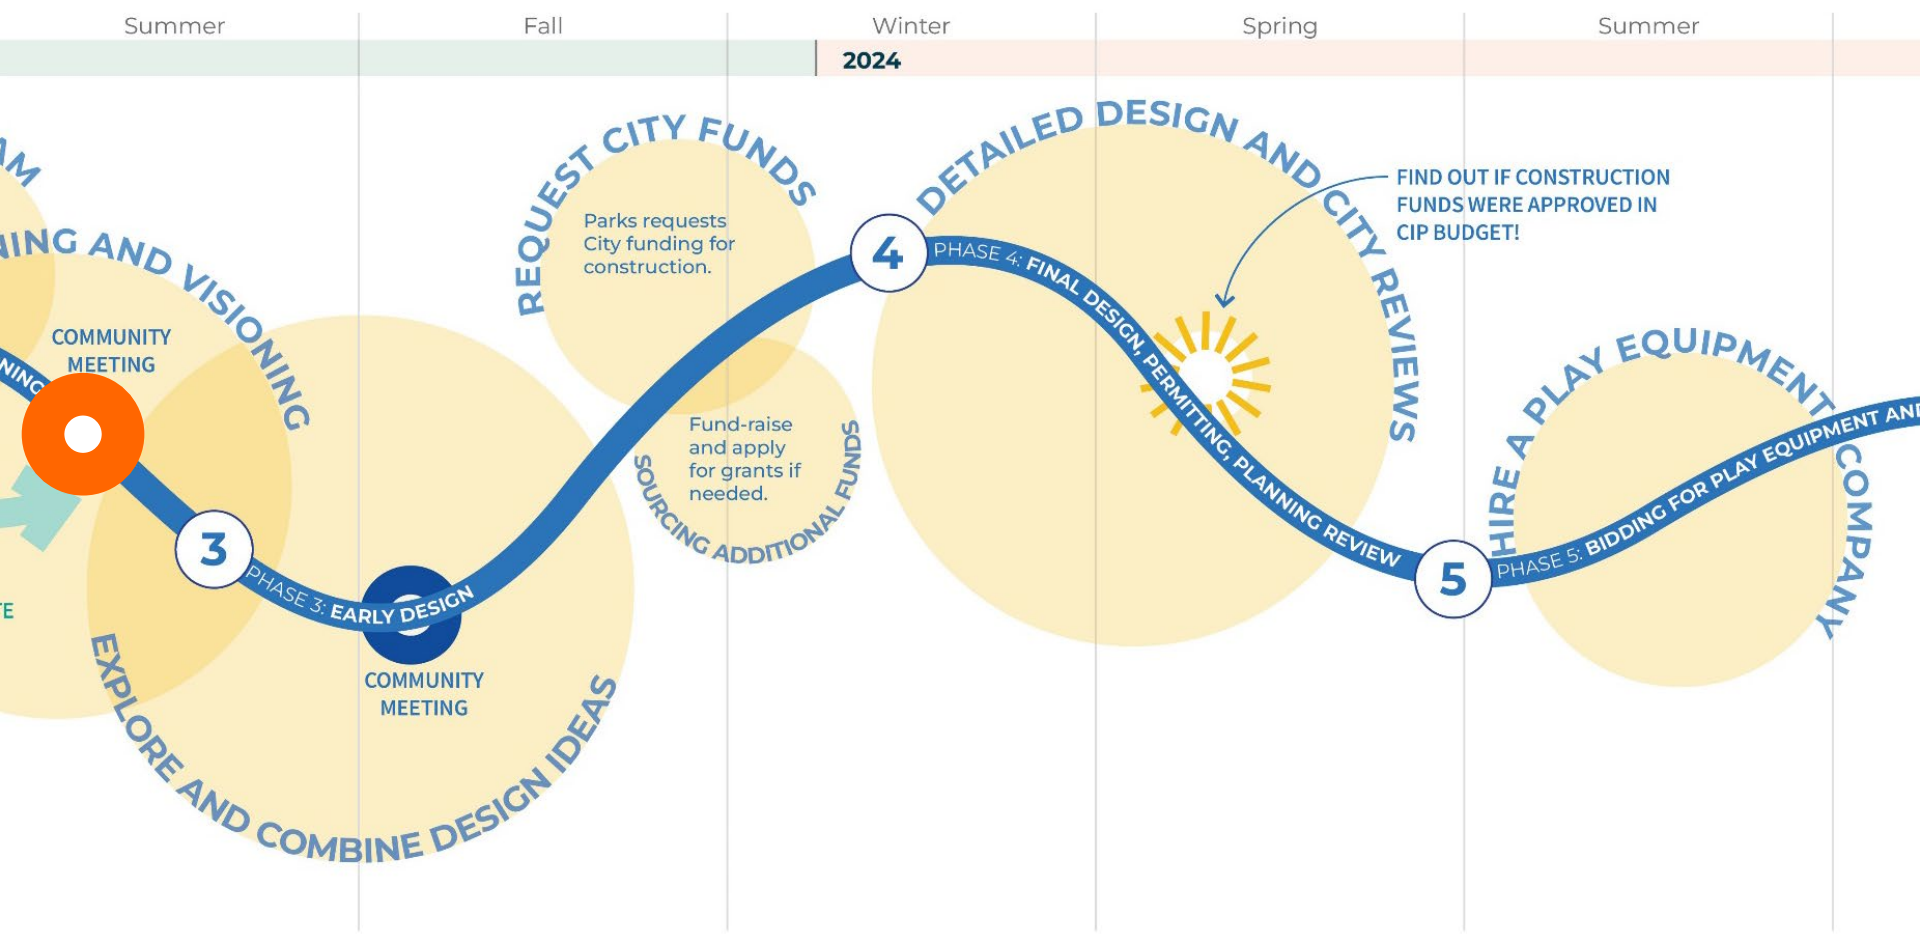 Summer
Fall
Winter
Spring
Summer
2024
AM
NING AND VISIONING
COMMUNITY
MEETING
NING
TE
3
PHASE 3: EARLY DESIGN
COMMUNITY
MEETING
EXPLORE AND COMBINE DESIGN IDEAS
REQUEST CITY FUNDS
Parks requests
City funding for
construction.
Fund-raise
and apply
for grants if
needed.
SOURCING ADDITIONAL FUNDS
4
PHASE 4: FINAL DESIGN, PERMITTING, PLANNING REVIEW
DETAILED DESIGN AND CITY REVIEWS
FIND OUT IF CONSTRUCTION
FUNDS WERE APPROVED IN
CIP BUDGET!
5
PHASE 5: BIDDING FOR PLAY EQUIPMENT AND
HIRE A PLAY EQUIPMENT COMPANY